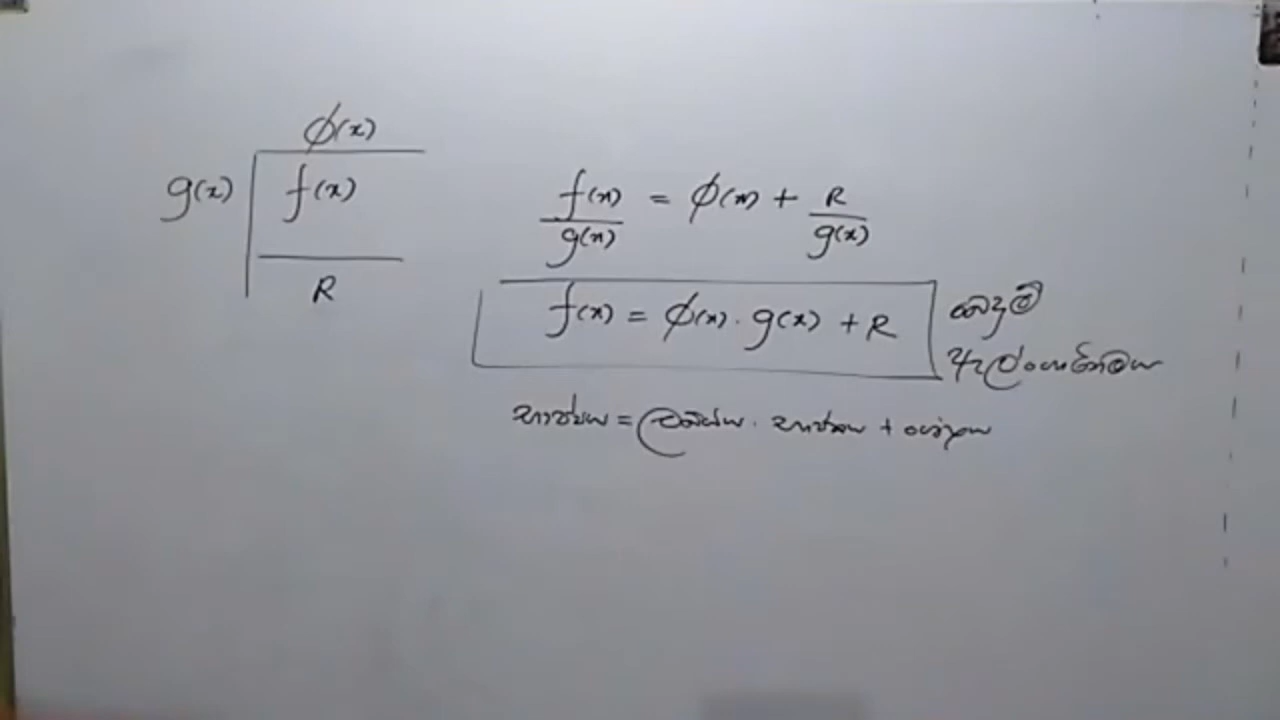 ϕ(x)
g(x) f(x)
R
f(x)/g(x) = ϕ(x) + R/g(x)
f(x) = ϕ(x) . g(x) + R
බෙදුම්
ඇල්ගොරිතමය
භාජ්‍යය = ලබ්ධිය . භාජකය + ශේෂය